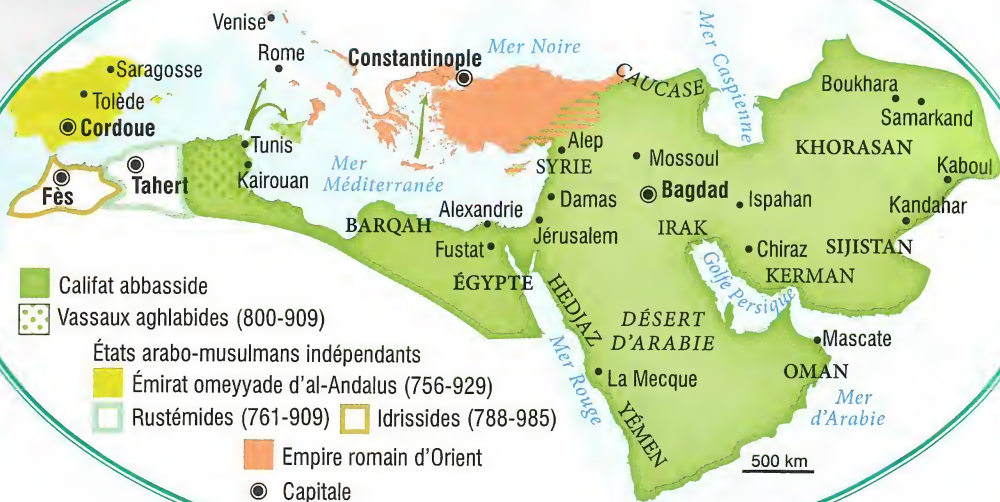 Venise
Rome
Constantinople
Mer Noire
Mer Caspienne
CAUCASE
Saragosse
Tolède
Cordoue
Boukhara
Samarkand
KHORASAN
Tunis
Kairouan
Tahert
Fès
Mer
Méditerranée
Alep
SYRIE
Mossoul
Bagdad
Ispahan
Kaboul
Kandahar
Damas
Jérusalem
IRAK
BARQAH
Alexandrie
Fustat
ÉGYPTE
Chiraz
SIJISTAN
KERMAN
Golfe Persique
HEDJAZ
DÉSERT
D'ARABIE
Mascate
OMAN
Mer Rouge
La Mecque
YÉMEN
Mer
d'Arabie
500 km
Califat abbasside
Vassaux aghlabides (800-909)
États arabo-musulmans indépendants
Émirat omeyyade d'al-Andalus (756-929)
Rustémides (761-909) Idrissides (788-985)
Empire romain d'Orient
Capitale